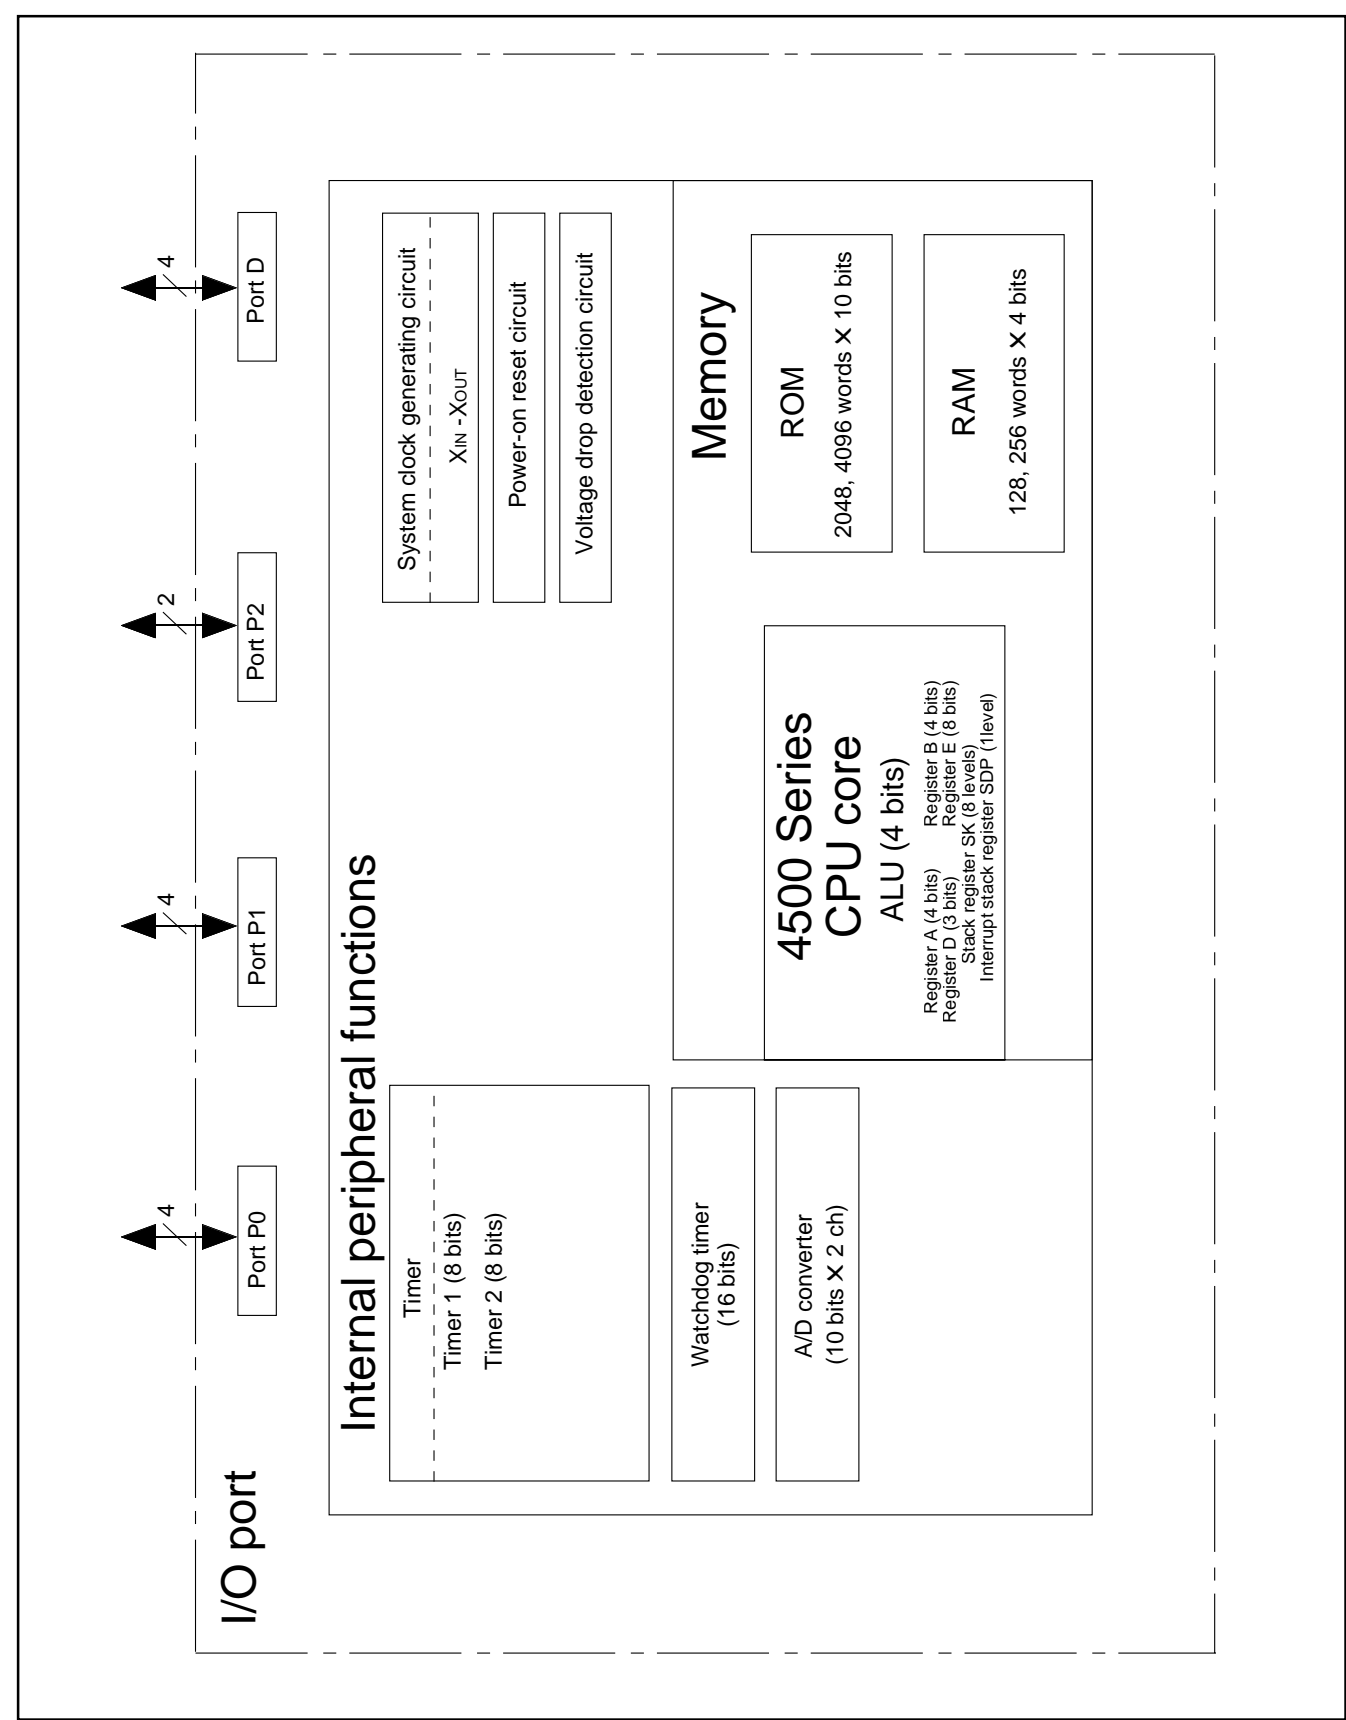 I/O port
4
Port P0
4
Port P1
2
Port P2
4
Port D
Internal peripheral functions
Timer
Timer 1 (8 bits)
Timer 2 (8 bits)
Watchdog timer
(16 bits)
A/D converter
(10 bits X 2 ch)
System clock generating circuit
XIN -XOUT
Power-on reset circuit
Voltage drop detection circuit
4500 Series
CPU core
ALU (4 bits)
Register A (4 bits) Register B (4 bits)
Register D (3 bits) Register E (8 bits)
Stack register SK (8 levels)
Interrupt stack register SDP (1level)
Memory
ROM
2048, 4096 words X 10 bits
RAM
128, 256 words X 4 bits